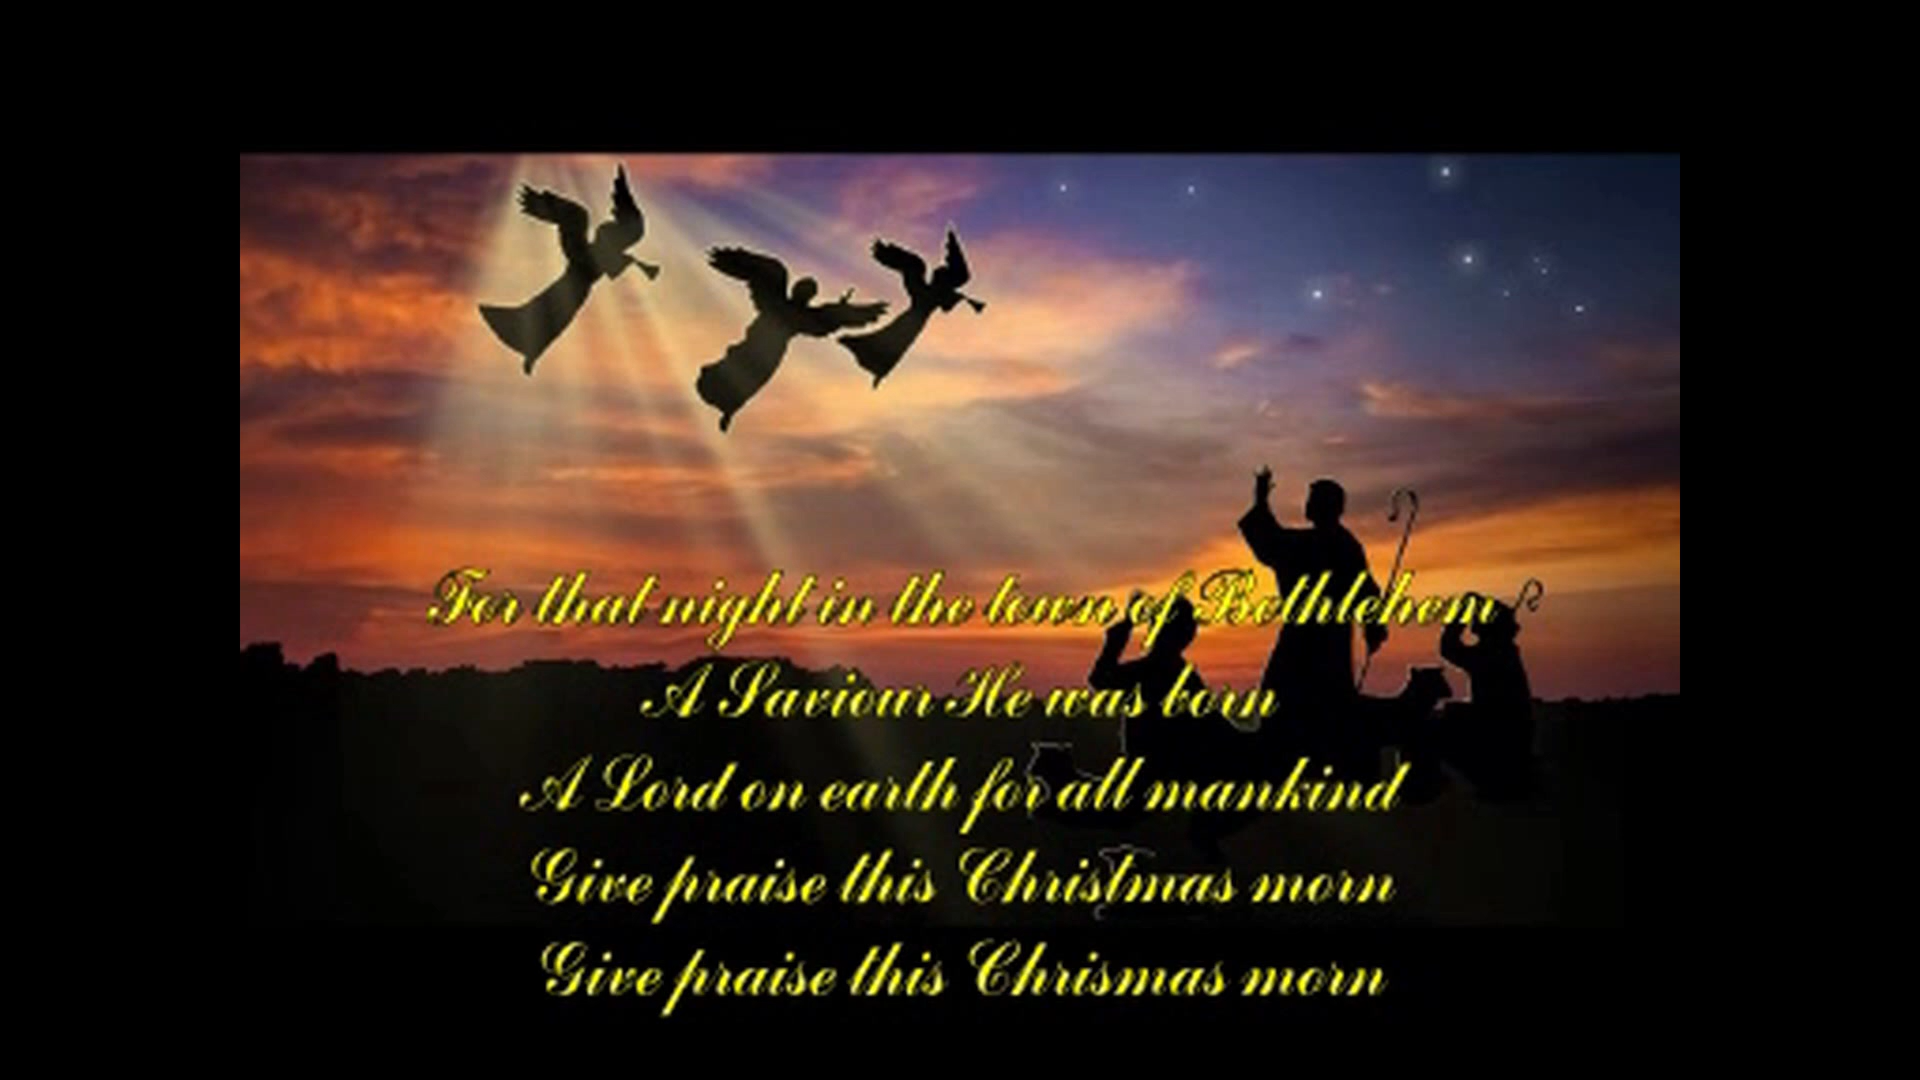 For that night in the town of Bethlehem
A Saviour He was born
A Lord on earth for all mankind
Give praise this Christmas morn
Give praise this Chrismas morn